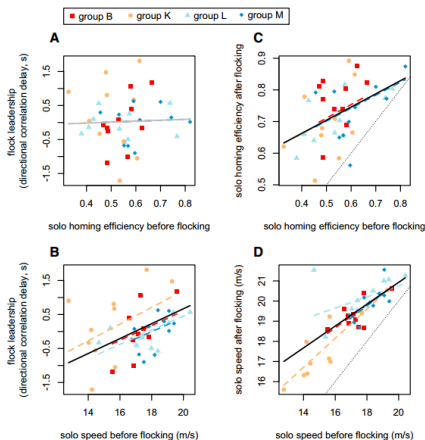 group B group K group L group M
A
flock leadership
(directional correlation delay, s)
-1.5 -0.5 0.5 1.5
0.4 0.5 0.6 0.7 0.8
solo homing efficiency before flocking
C
solo homing efficiency after flocking
0.5 0.6 0.7 0.8 0.9
0.4 0.5 0.6 0.7 0.8
solo homing efficiency before flocking
B
flock leadership
(directional correlation delay, s)
-1.5 -0.5 0.5 1.5
14 16 18 20
solo speed before flocking (m/s)
D
solo speed after flocking (m/s)
16 17 18 19 20 21
14 16 18 20
solo speed before flocking (m/s)